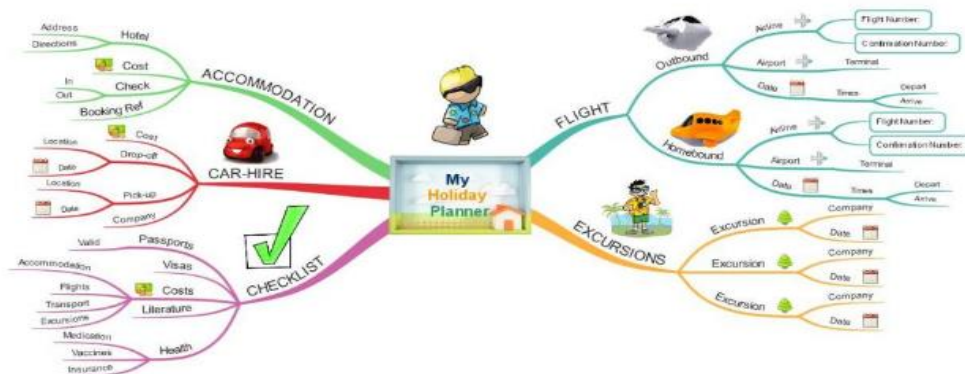 My
Holiday
Planner
ACCOMMODATION
Hotel
Address
Directions
Cost
Check
In
Out
Booking Ref
CAR-HIRE
Cost
Drop-off
Location
Date
Pick-up
Location
Date
Company
CHECKLIST
Passports
Valid
Visas
Costs
Accommodation
Flights
Transport
Excursions
Literature
Health
Medication
Vaccines
Insurance
FLIGHT
Outbound
Airline
Flight Number:
Confirmation Number:
Airport
Terminal
Date
Times
Depart
Arrive
Homebound
Airline
Flight Number:
Confirmation Number:
Airport
Terminal
Date
Times
Depart
Arrive
EXCURSIONS
Excursion
Company
Date
Excursion
Company
Date
Excursion
Company
Date